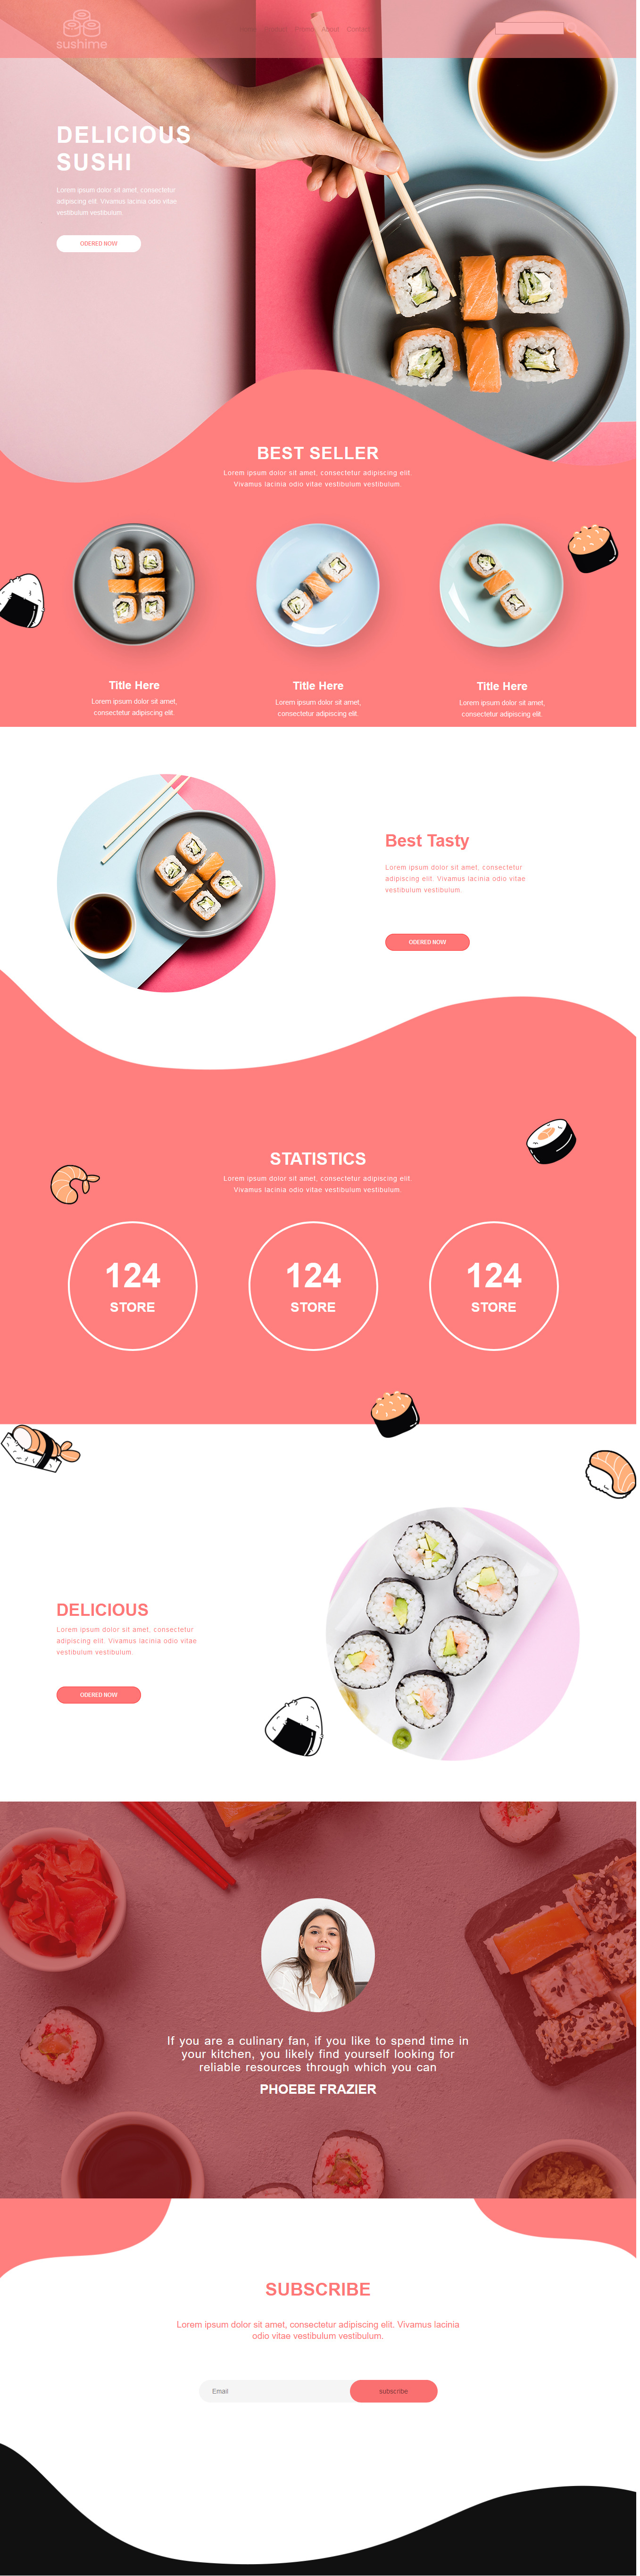 sushime
About Contact
DELICIOUS
SUSHI
Lorem ipsum dolor sit amet, consectetur
adipiscing elit. Vivamus lacinia odio vitae
vestibulum vestibulum.
ODERED NOW
BEST SELLER
Lorem ipsum dolor sit amet, consectetur adipiscing elit.
Vivamus lacinia odio vitae vestibulum vestibulum.
Title Here
Lorem ipsum dolor sit amet,
consectetur adipiscing elit.
Title Here
Lorem ipsum dolor sit amet,
consectetur adipiscing elit.
Title Here
Lorem ipsum dolor sit amet,
consectetur adipiscing elit.
Best Tasty
Lorem ipsum dolor sit amet, consectetur
adipiscing elit. Vivamus lacinia odio vitae
vestibulum vestibulum.
ODERED NOW
STATISTICS
Lorem ipsum dolor sit amet, consectetur adipiscing elit.
Vivamus lacinia odio vitae vestibulum vestibulum.
124
STORE
124
STORE
124
STORE
DELICIOUS
Lorem ipsum dolor sit amet, consectetur
adipiscing elit. Vivamus lacinia odio vitae
vestibulum vestibulum.
ODERED NOW
If you are a culinary fan, if you like to spend time in
your kitchen, you likely find yourself looking for
reliable resources through which you can
PHOEBE FRAZIER
SUBSCRIBE
Lorem ipsum dolor sit amet, consectetur adipiscing elit. Vivamus lacinia
odio vitae vestibulum vestibulum.
Email
subscribe